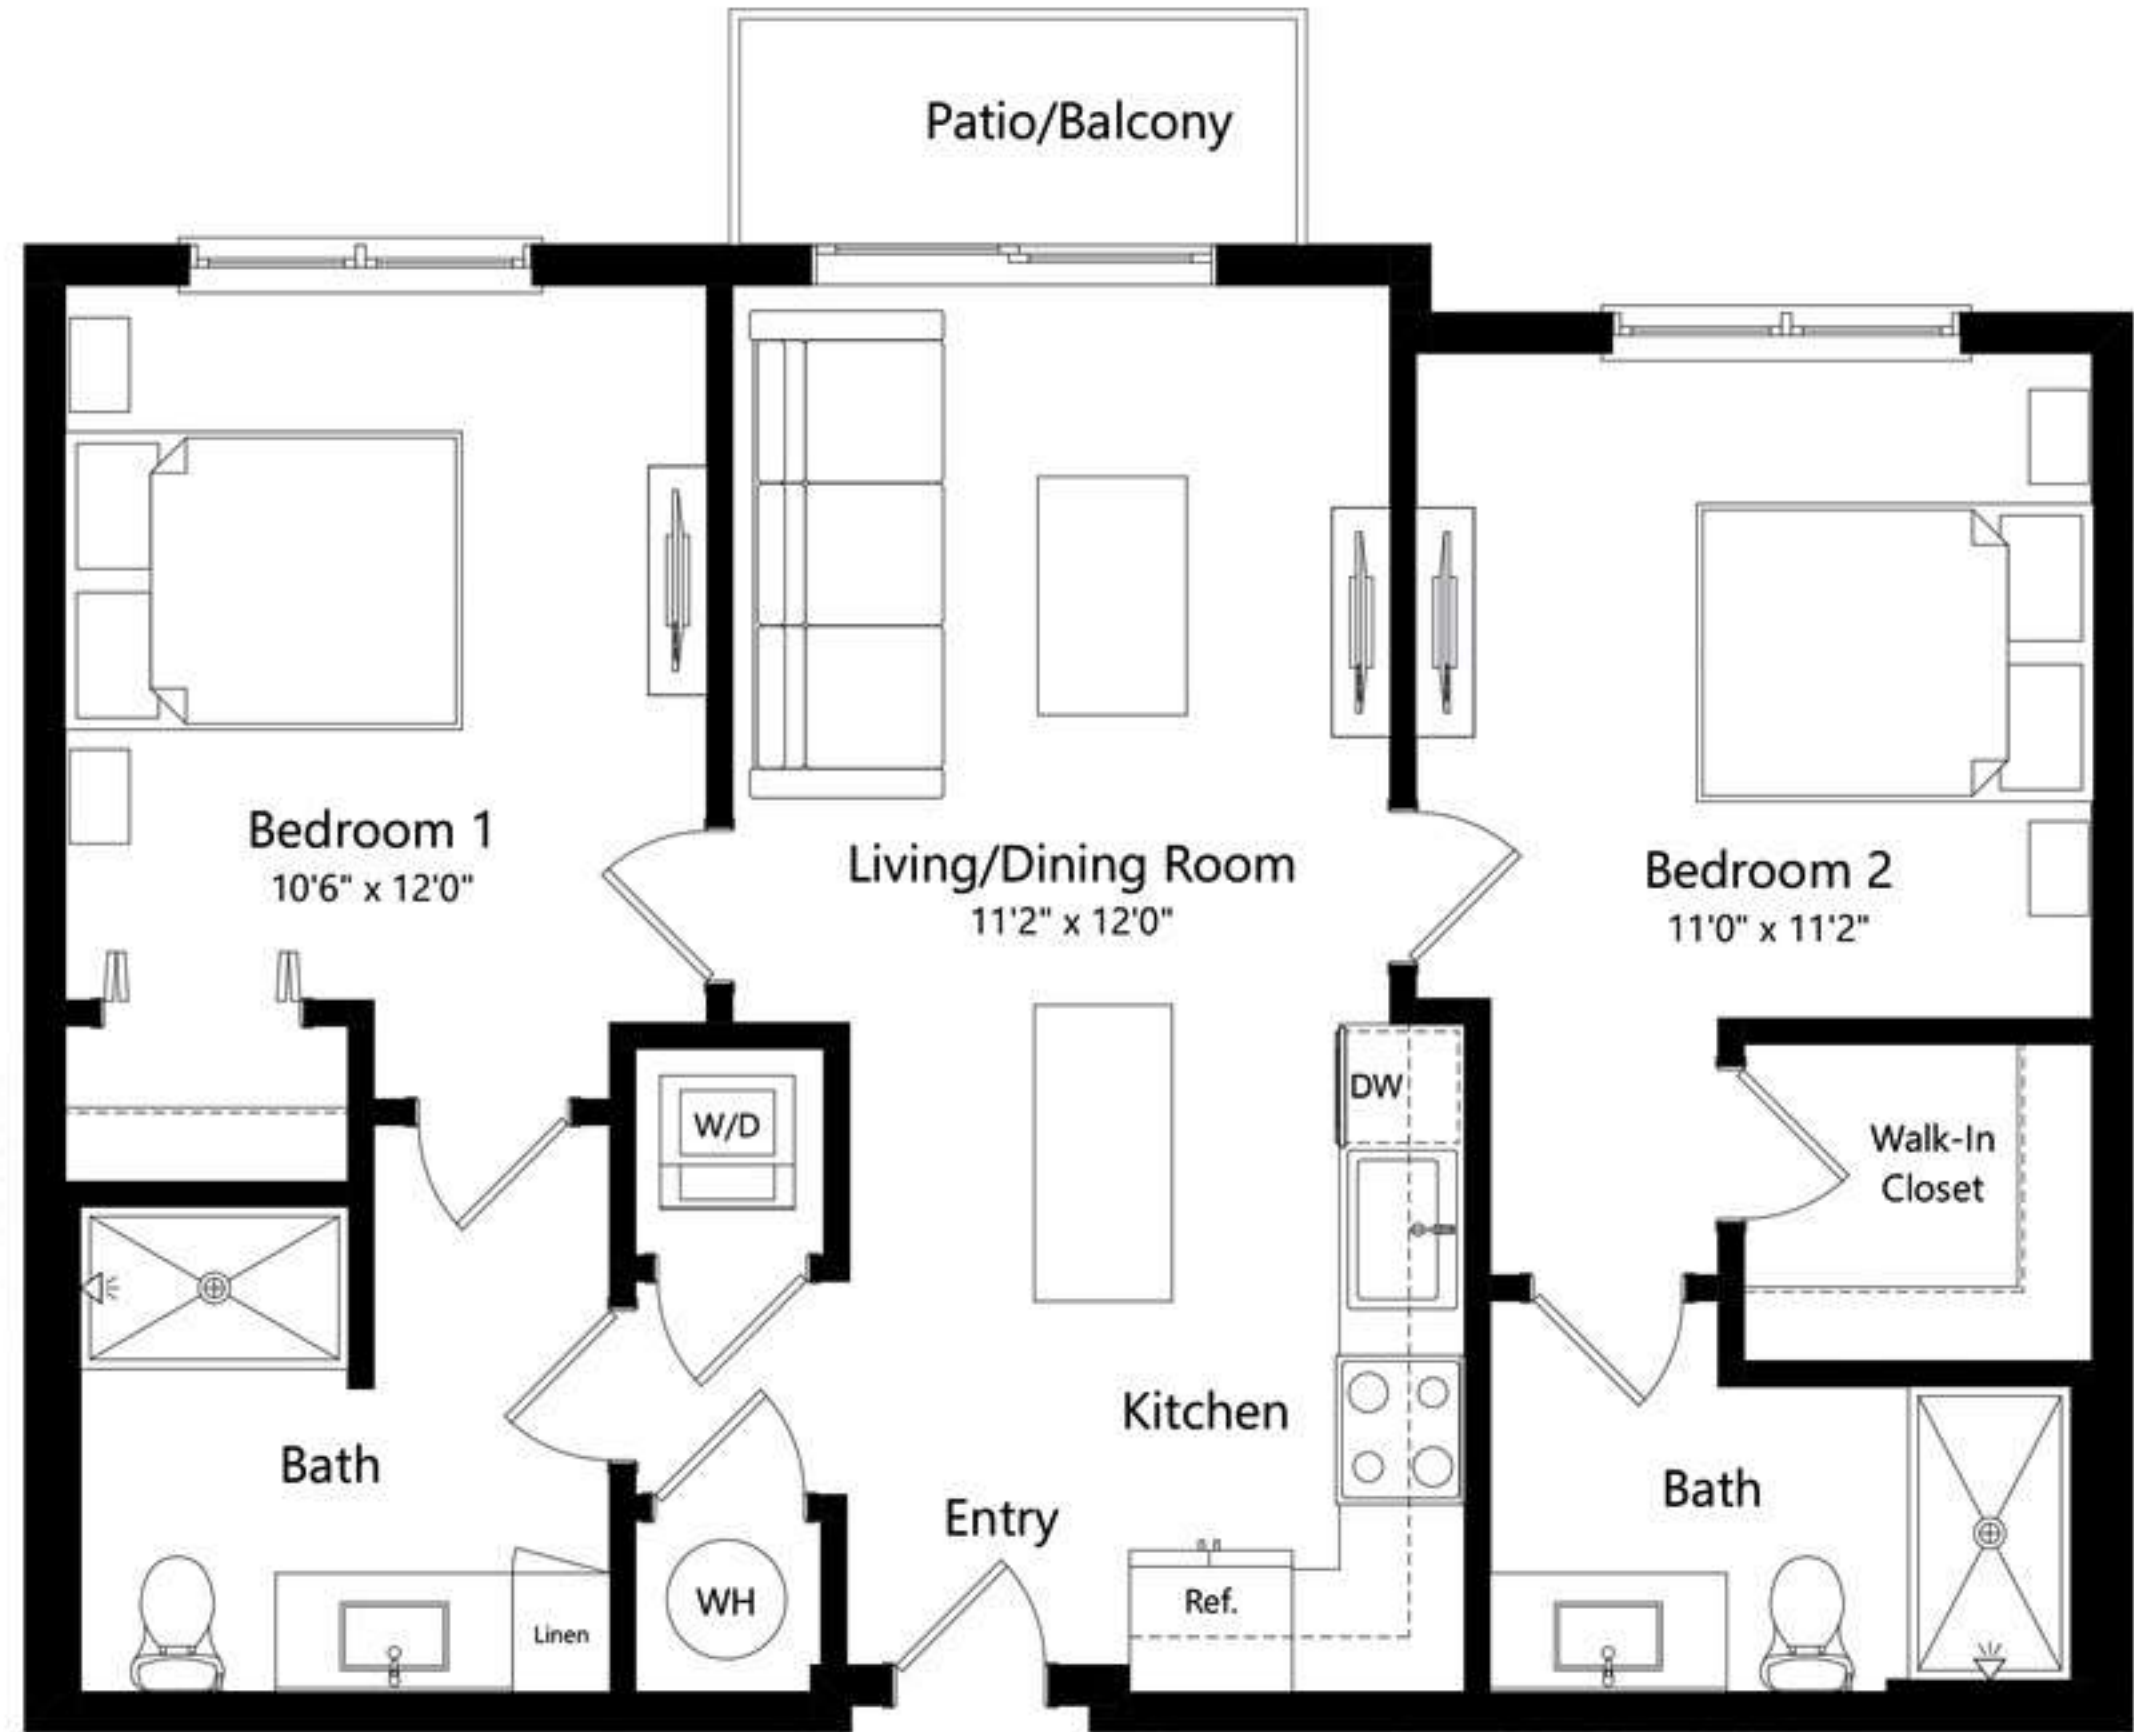 Patio/Balcony
Bedroom 1
10'6" x 12'0"
Living/Dining Room
11'2" x 12'0"
Bedroom 2
11'0" x 11'2"
DW
W/D
Walk-In
Closet
Kitchen
Bath
Bath
Entry
WH
Ref.
Linen